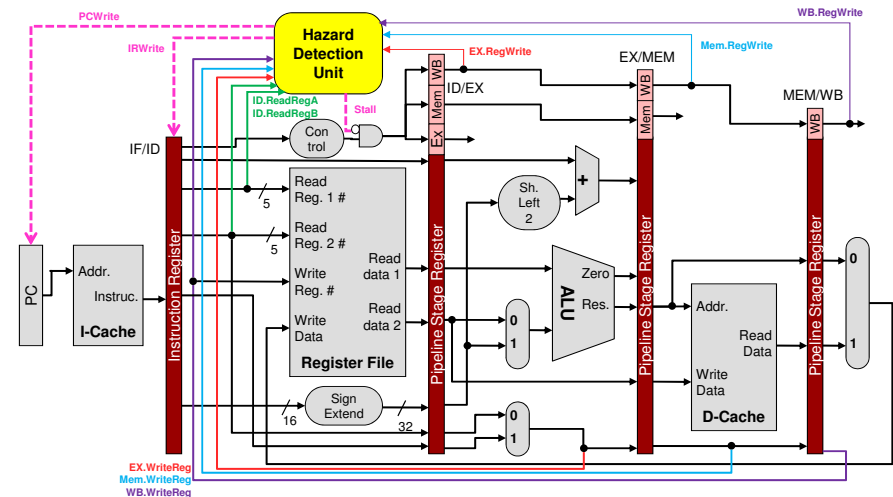 PCWrite
WB.RegWrite
IRWrite
Hazard
Detection
Unit
EX.RegWrite
Mem.RegWrite
EX/MEM
ID/EX
MEM/WB
WB
Mem
Ex
WB
Mem
WB
ID.ReadRegA
ID.ReadRegB
Stall
Con
trol
IF/ID
Read
Reg. 1 #
5
Read
Reg. 2 #
5
Write
Reg. #
Write
Data
Read
data 1
Read
data 2
Register File
Sh.
Left
2
+
PC
Addr.
Instruc.
I-Cache
Instruction Register
Pipeline Stage Register
ALU
Zero
Res.
0
1
Pipeline Stage Register
Addr.
Read
Data
Write
Data
D-Cache
Pipeline Stage Register
0
1
Sign
Extend
16
32
0
1
EX.WriteReg
Mem.WriteReg
WB.WriteReg